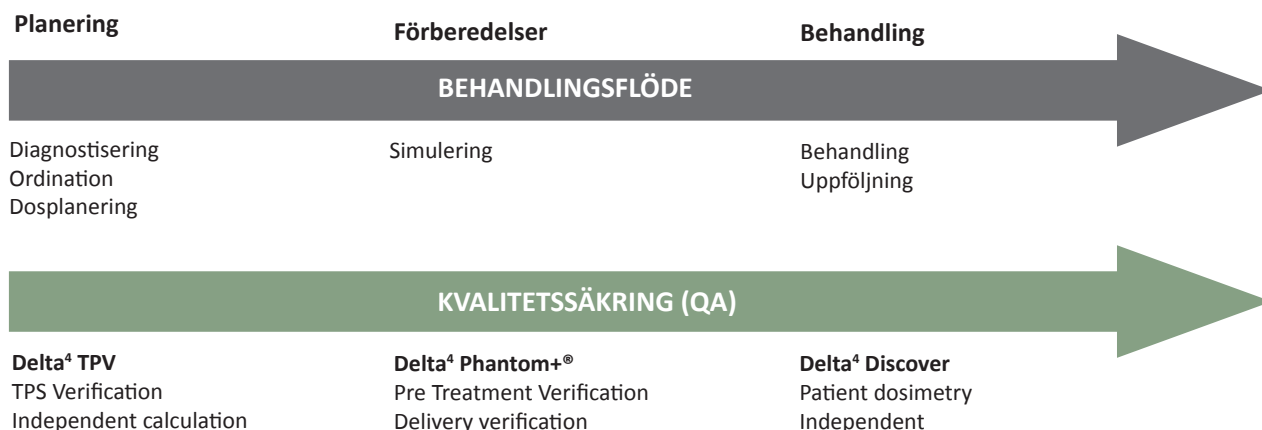 Planering
Förberedelser
Behandling
BEHANDLINGSFLÖDE
Diagnostisering
Ordination
Dosplanering
Simulering
Behandling
Uppföljning
KVALITETSSÄKRING (QA)
Delta⁴ TPV
TPS Verification
Independent calculation
Delta⁴ Phantom+®
Pre Treatment Verification
Delivery verification
Delta⁴ Discover
Patient dosimetry
Independent